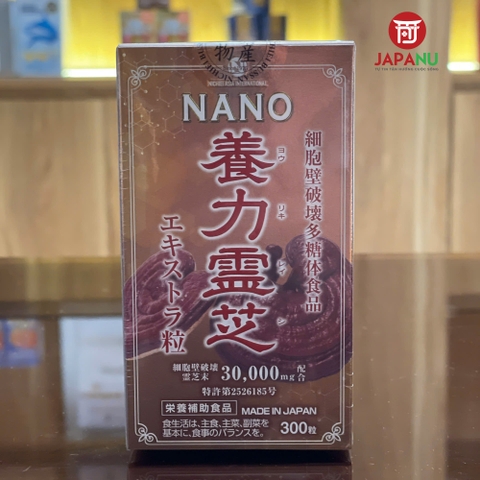 JAPANU
物産
NANO
養力霊芝
ヨウ リキ レイ シ
エキストラ粒
細胞壁破壊多糖体食品
細胞壁破壊
霊芝末 30,000mg 配合
特許第2526185号
栄養補助食品 MADE IN JAPAN
食生活は、主食、主菜、副菜を
基本に、食事のバランスを。
300粒